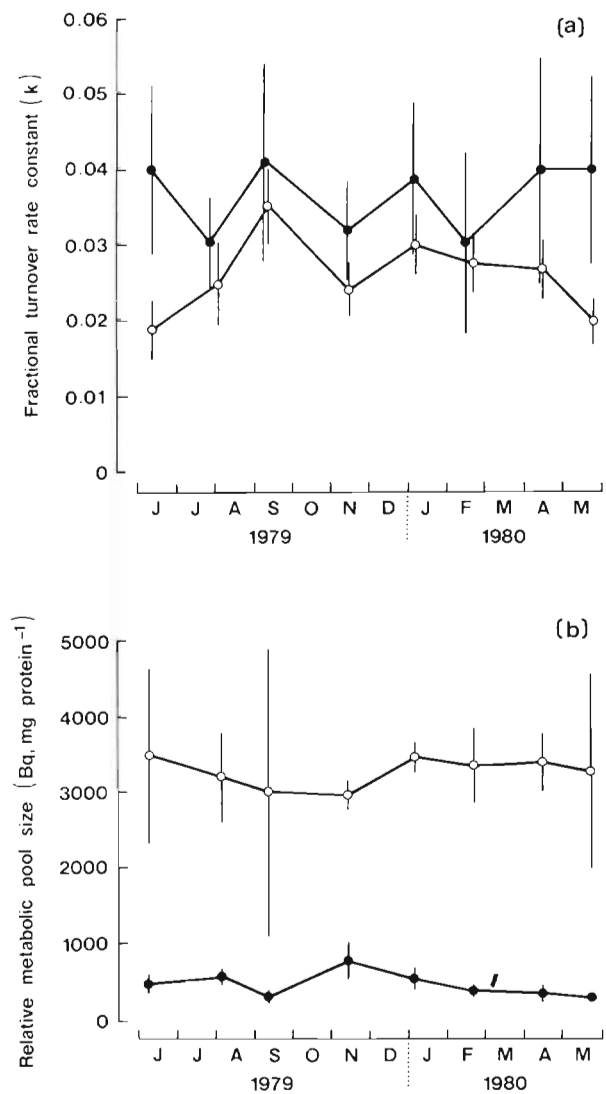 (a)
Fractional turnover rate constant (k)
0.06
0.05
0.04
0.03
0.02
0.01
0
J J A S O N D J F M A M
1979 1980
(b)
Relative metabolic pool size (Bq, mg protein⁻¹)
5000
4000
3000
2000
1000
0
J J A S O N D J F M A M
1979 1980